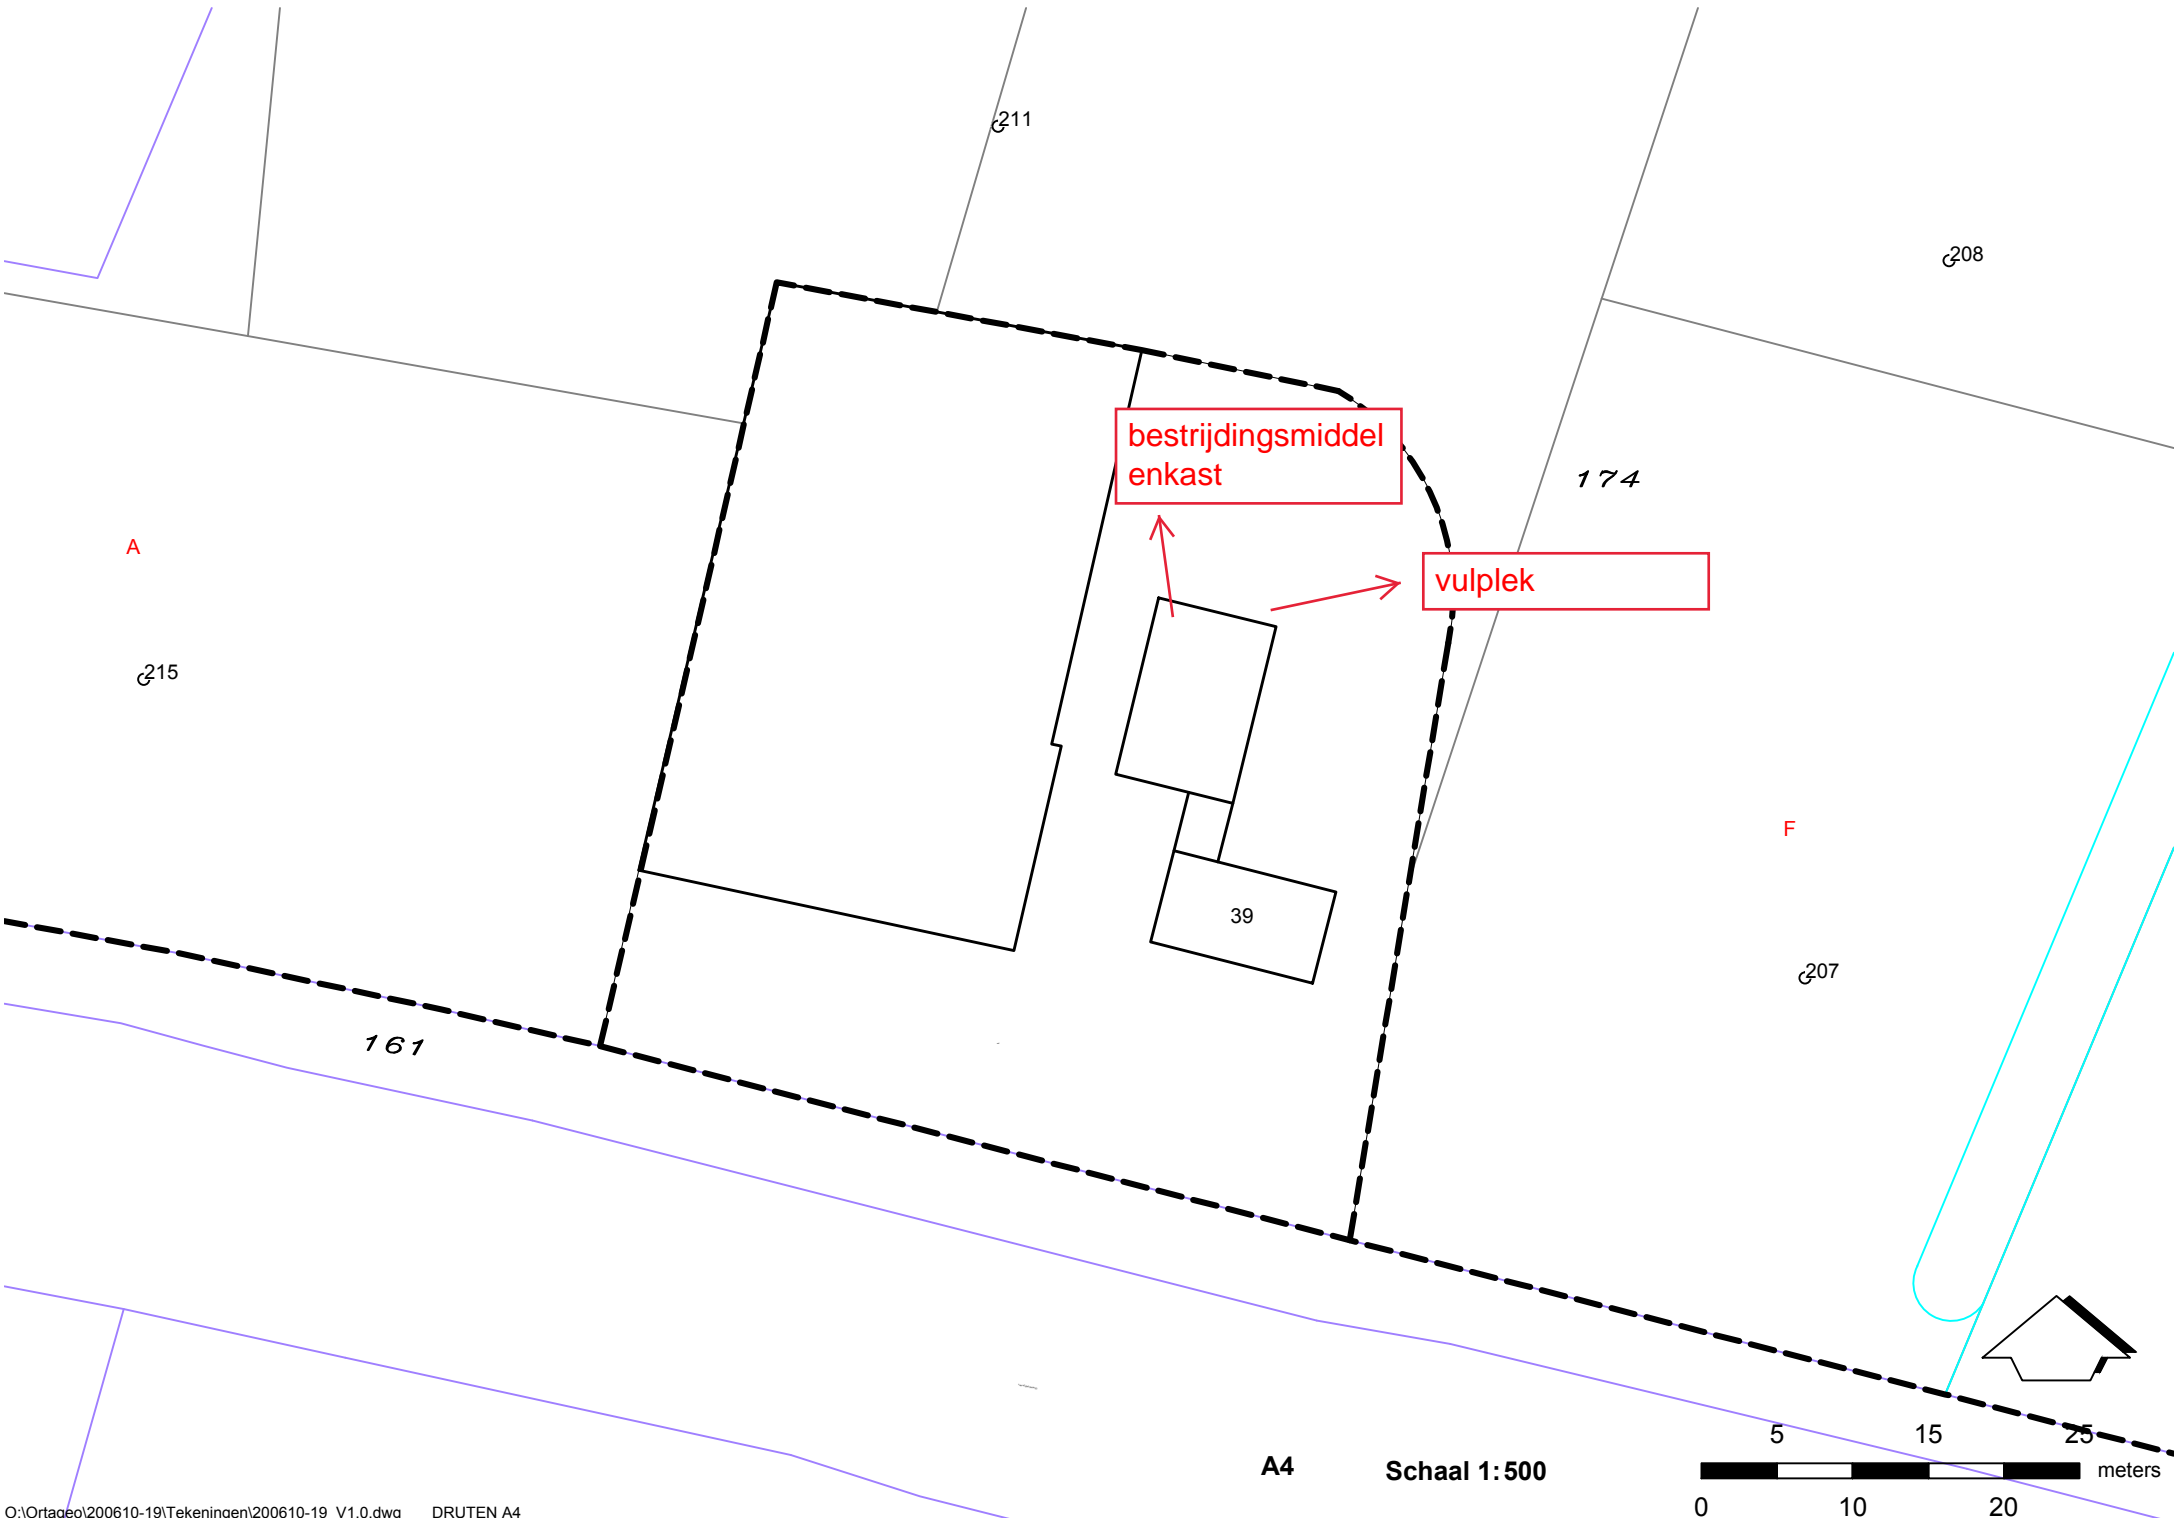 211
208
bestrijdingsmiddel
enkast
174
A
vulplek
215
F
39
207
161
5 15 25
A4 Schaal 1:500
meters
0 10 20
O:\Ortageo\200610-19\Tekeningen\200610-19_V1.0.dwg DRUTEN A4